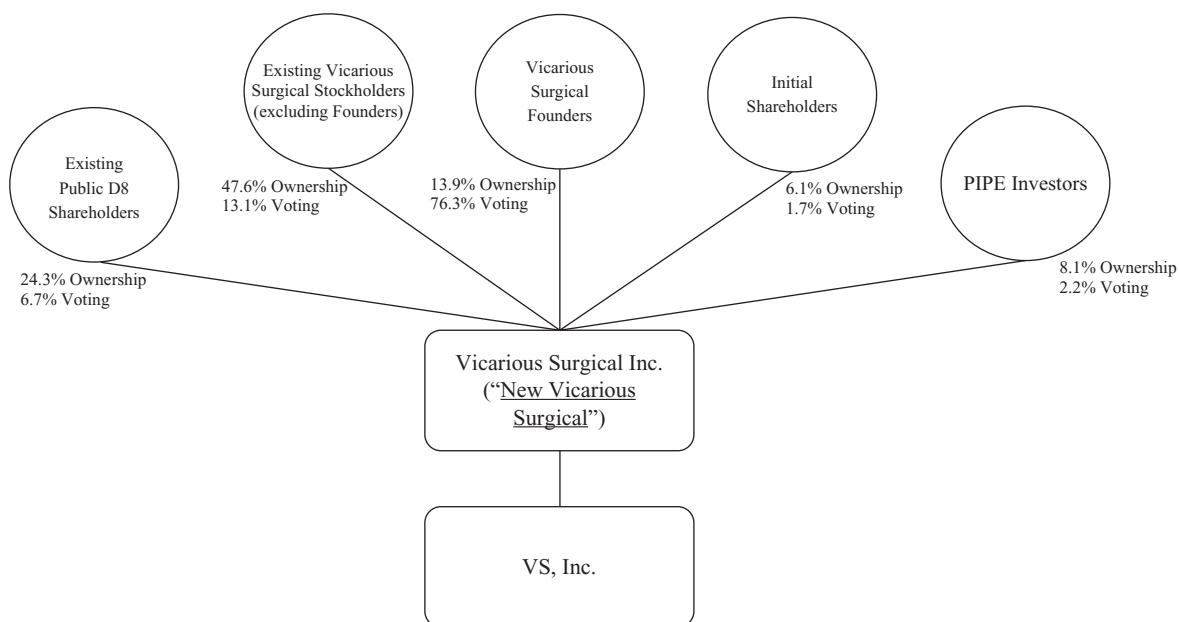 Existing Vicarious
Surgical Stockholders
(excluding Founders)
Vicarious
Surgical
Founders
Initial
Shareholders
Existing
Public D8
Shareholders
PIPE Investors
47.6% Ownership
13.1% Voting
13.9% Ownership
76.3% Voting
6.1% Ownership
1.7% Voting
24.3% Ownership
6.7% Voting
8.1% Ownership
2.2% Voting
Vicarious Surgical Inc.
(“New Vicarious
Surgical”)
VS, Inc.